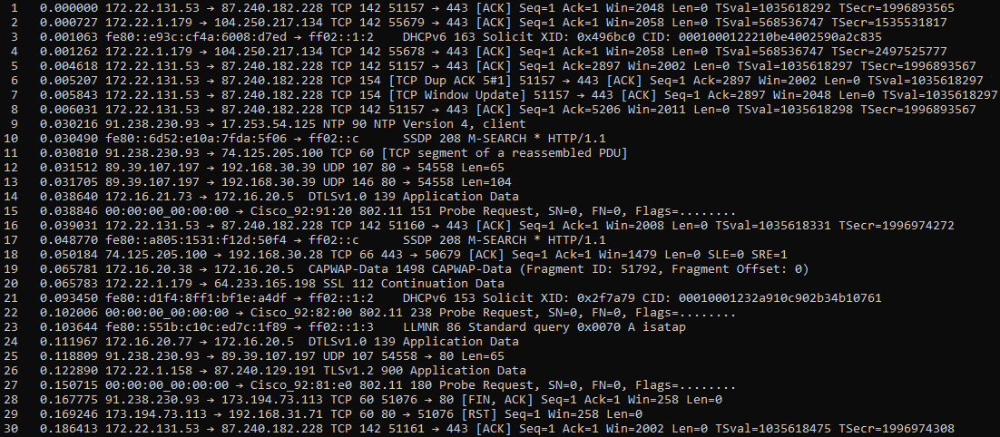 1 0.000000 172.22.131.53 → 87.240.182.228 TCP 142 51157 → 443 [ACK] Seq=1 Ack=1 Win=2048 Len=0 TSval=1035618292 TSecr=1996893565
2 0.000727 172.22.1.179 → 104.250.217.134 TCP 142 55679 → 443 [ACK] Seq=1 Ack=1 Win=2058 Len=0 TSval=568536747 TSecr=1535531817
3 0.001063 fe80::e93c:cf4a:6008:d7ed → ff02::1:2 DHCPv6 163 Solicit XID: 0x496bc0 CID: 0001000122210be4002590a2c835
4 0.001262 172.22.1.179 → 104.250.217.134 TCP 142 55678 → 443 [ACK] Seq=1 Ack=1 Win=2058 Len=0 TSval=568536747 TSecr=2497525777
5 0.004618 172.22.131.53 → 87.240.182.228 TCP 142 51157 → 443 [ACK] Seq=1 Ack=2897 Win=2002 Len=0 TSval=1035618297 TSecr=1996893567
6 0.005207 172.22.131.53 → 87.240.182.228 TCP 154 [TCP Dup ACK 5#1] 51157 → 443 [ACK] Seq=1 Ack=2897 Win=2002 Len=0 TSval=1035618297
7 0.005843 172.22.131.53 → 87.240.182.228 TCP 154 [TCP Window Update] 51157 → 443 [ACK] Seq=1 Ack=2897 Win=2048 Len=0 TSval=1035618297
8 0.006031 172.22.131.53 → 87.240.182.228 TCP 142 51157 → 443 [ACK] Seq=1 Ack=5206 Win=2011 Len=0 TSval=1035618298 TSecr=1996893567
9 0.030216 91.238.230.93 → 17.253.54.125 NTP 90 NTP Version 4, client
10 0.030490 fe80::6d52:e10a:7fda:5f06 → ff02::c SSDP 208 M-SEARCH * HTTP/1.1
11 0.030810 91.238.230.93 → 74.125.205.100 TCP 60 [TCP segment of a reassembled PDU]
12 0.031512 89.39.107.197 → 192.168.30.39 UDP 107 80 → 54558 Len=65
13 0.031705 89.39.107.197 → 192.168.30.39 UDP 146 80 → 54558 Len=104
14 0.038640 172.16.21.73 → 172.16.20.5 DTLSv1.0 139 Application Data
15 0.038846 00:00:00_00:00:00 → Cisco_92:91:20 802.11 151 Probe Request, SN=0, FN=0, Flags=........
16 0.039031 172.22.131.53 → 87.240.182.228 TCP 142 51160 → 443 [ACK] Seq=1 Ack=1 Win=2008 Len=0 TSval=1035618331 TSecr=1996974272
17 0.048770 fe80::a805:1531:f12d:50f4 → ff02::c SSDP 208 M-SEARCH * HTTP/1.1
18 0.050184 74.125.205.100 → 192.168.30.28 TCP 66 443 → 50679 [ACK] Seq=1 Ack=1 Win=1479 Len=0 SLE=0 SRE=1
19 0.065781 172.16.20.38 → 172.16.20.5 CAPWAP-Data 1498 CAPWAP-Data (Fragment ID: 51792, Fragment Offset: 0)
20 0.065783 172.22.1.179 → 64.233.165.198 SSL 112 Continuation Data
21 0.093450 fe80::d1f4:8ff1:bf1e:a4df → ff02::1:2 DHCPv6 153 Solicit XID: 0x2f7a79 CID: 00010001232a910c902b34b10761
22 0.102006 00:00:00_00:00:00 → Cisco_92:82:00 802.11 238 Probe Request, SN=0, FN=0, Flags=........
23 0.103644 fe80::551b:c10c:ed7c:1f89 → ff02::1:3 LLMNR 86 Standard query 0x0070 A isatap
24 0.111967 172.16.20.77 → 172.16.20.5 DTLSv1.0 139 Application Data
25 0.118809 91.238.230.93 → 89.39.107.197 UDP 107 54558 → 80 Len=65
26 0.122890 172.22.1.158 → 87.240.129.191 TLSv1.2 900 Application Data
27 0.150715 00:00:00_00:00:00 → Cisco_92:81:e0 802.11 180 Probe Request, SN=0, FN=0, Flags=........
28 0.167775 91.238.230.93 → 173.194.73.113 TCP 60 51076 → 80 [FIN, ACK] Seq=1 Ack=1 Win=258 Len=0
29 0.169246 173.194.73.113 → 192.168.31.71 TCP 60 80 → 51076 [RST] Seq=1 Win=258 Len=0
30 0.186413 172.22.131.53 → 87.240.182.228 TCP 142 51161 → 443 [ACK] Seq=1 Ack=1 Win=2002 Len=0 TSval=1035618475 TSecr=1996974308